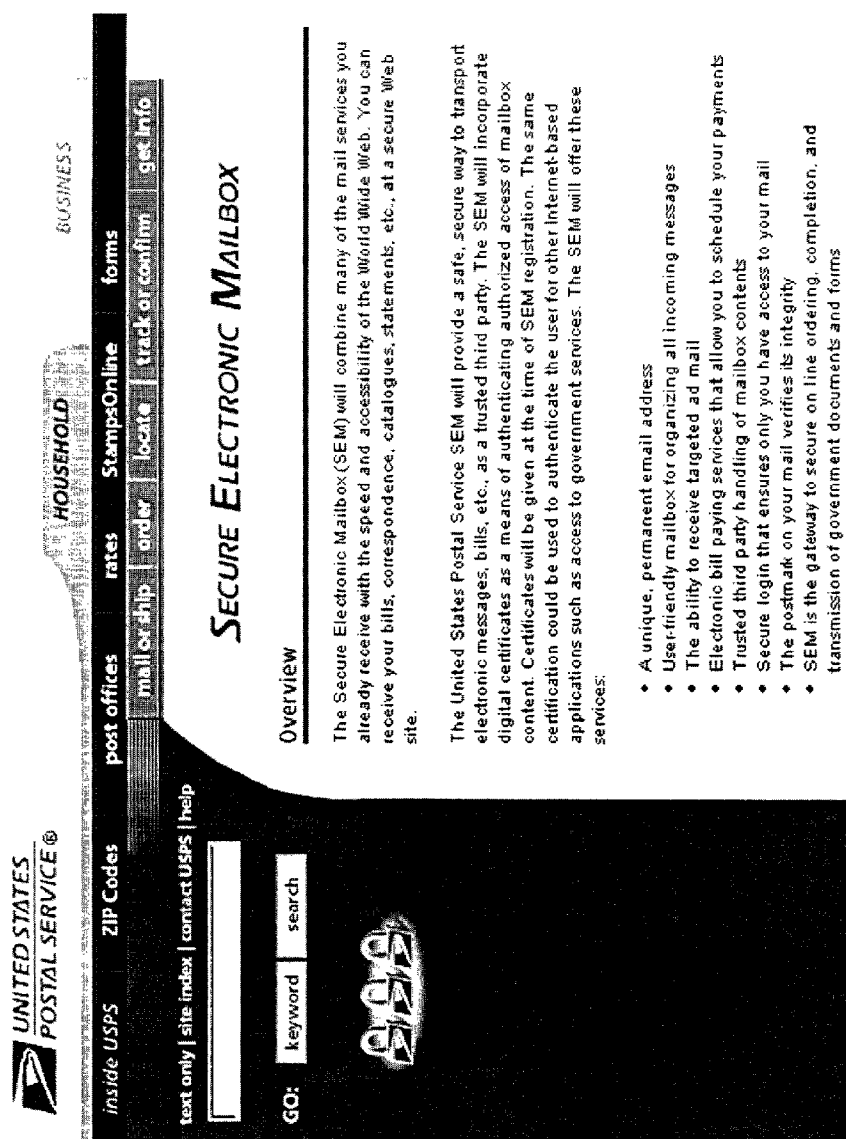 UNITED STATES
POSTAL SERVICE ®
HOUSEHOLD
BUSINESS
inside USPS
ZIP Codes
post offices
rates
StampsOnline
forms
mail or ship
order
locate
track or confirm
get info
text only | site index | contact USPS | help
GO:
keyword
search
SECURE ELECTRONIC MAILBOX
Overview
The Secure Electronic Mailbox (SEM) will combine many of the mail services you
already receive with the speed and accessibility of the World Wide Web. You can
receive your bills, correspondence, catalogues, statements, etc., at a secure Web
site.
The United States Postal Service SEM will provide a safe, secure way to transport
electronic messages, bills, etc., as a trusted third party. The SEM will incorporate
digital certificates as a means of authenticating authorized access of mailbox
content. Certificates will be given at the time of SEM registration. The same
certification could be used to authenticate the user for other Internet-based
applications such as access to government services. The SEM will offer these
services:
• A unique, permanent email address
• User-friendly mailbox for organizing all incoming messages
• The ability to receive targeted ad mail
• Electronic bill paying services that allow you to schedule your payments
• Trusted third party handling of mailbox contents
• Secure login that ensures only you have access to your mail
• The postmark on your mail verifies its integrity
• SEM is the gateway to secure on line ordering, completion, and
transmission of government documents and forms